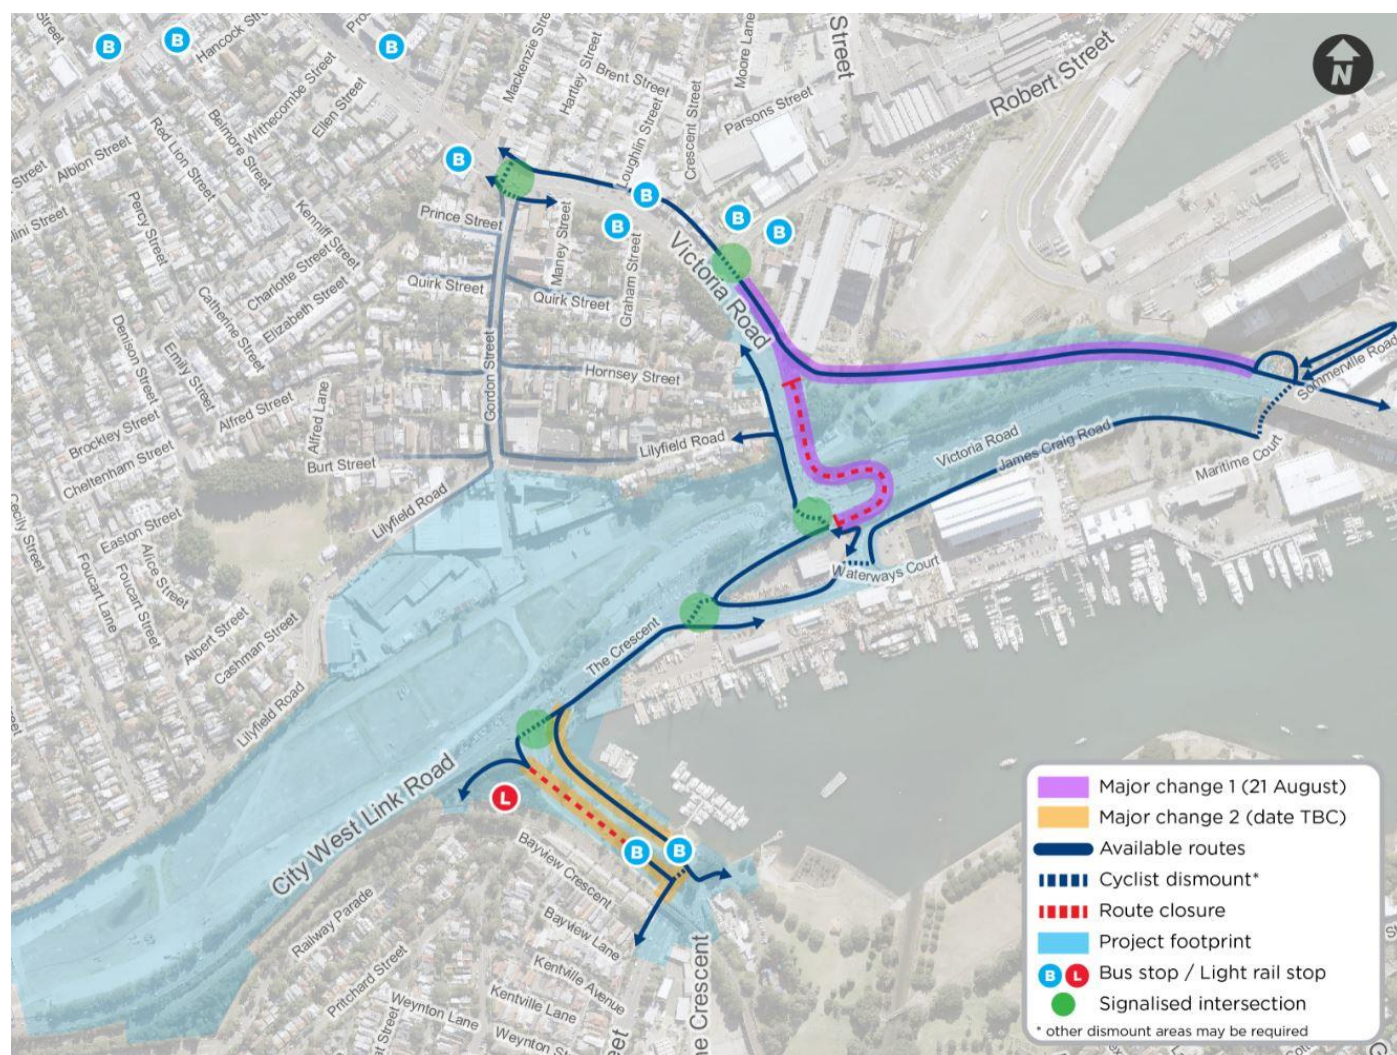 B
B
B
Hancock Street
Mackenzie Street
Hartley Street
Brent Street
Moore Lane
Street
Robert Street
N
Withecombe Street
Ellen Street
Belmore Street
Red Lion Street
Albion Street
Loughlin Street
Crescent Street
Parsons Street
B
B
B
B
B
Percy Street
Kenniff Street
Prince Street
Maney Street
Graham Street
Victoria Road
Charlotte Street
Elizabeth Street
Catherine Street
Quirk Street
Quirk Street
Denison Street
Emily Street
Gordon Street
Hornsey Street
Sommerville Road
Alfred Street
Alfred Lane
Brockley Street
Cheltenham Street
Burt Street
Lilyfield Road
Victoria Road
James Craig Road
Maritime Court
Cecily Street
Easton Street
Alice Street
Foucart Street
Foucart Lane
Lilyfield Road
Waterways Court
Albert Street
Cashman Street
The Crescent
Lilyfield Road
City West Link Road
L
B
B
Bayview Crescent
Bayview Lane
Railway Parade
Pritchard Street
Kentville Avenue
Kentville Lane
Weynton Lane
Weynton St
Crescent
Major change 1 (21 August)
Major change 2 (date TBC)
Available routes
Cyclist dismount*
Route closure
Project footprint
B L Bus stop / Light rail stop
Signalised intersection
* other dismount areas may be required